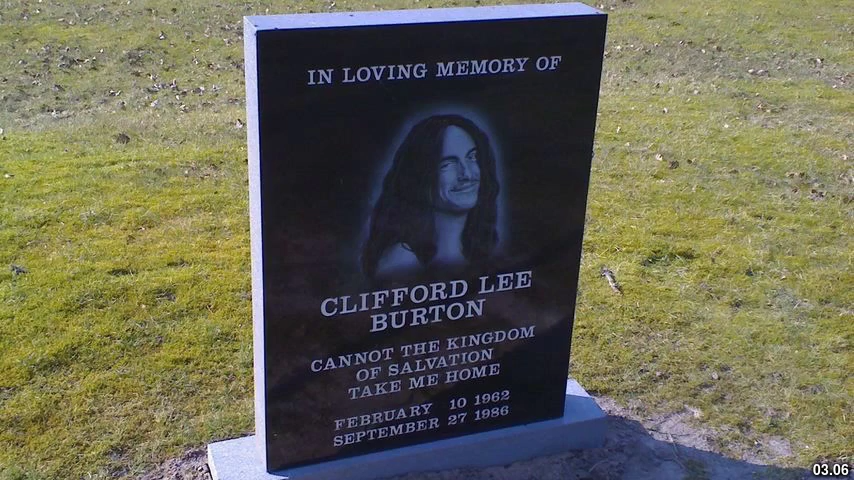 IN LOVING MEMORY OF
CLIFFORD LEE
BURTON
CANNOT THE KINGDOM
OF SALVATION
TAKE ME HOME
FEBRUARY 10 1962
SEPTEMBER 27 1986
03.06